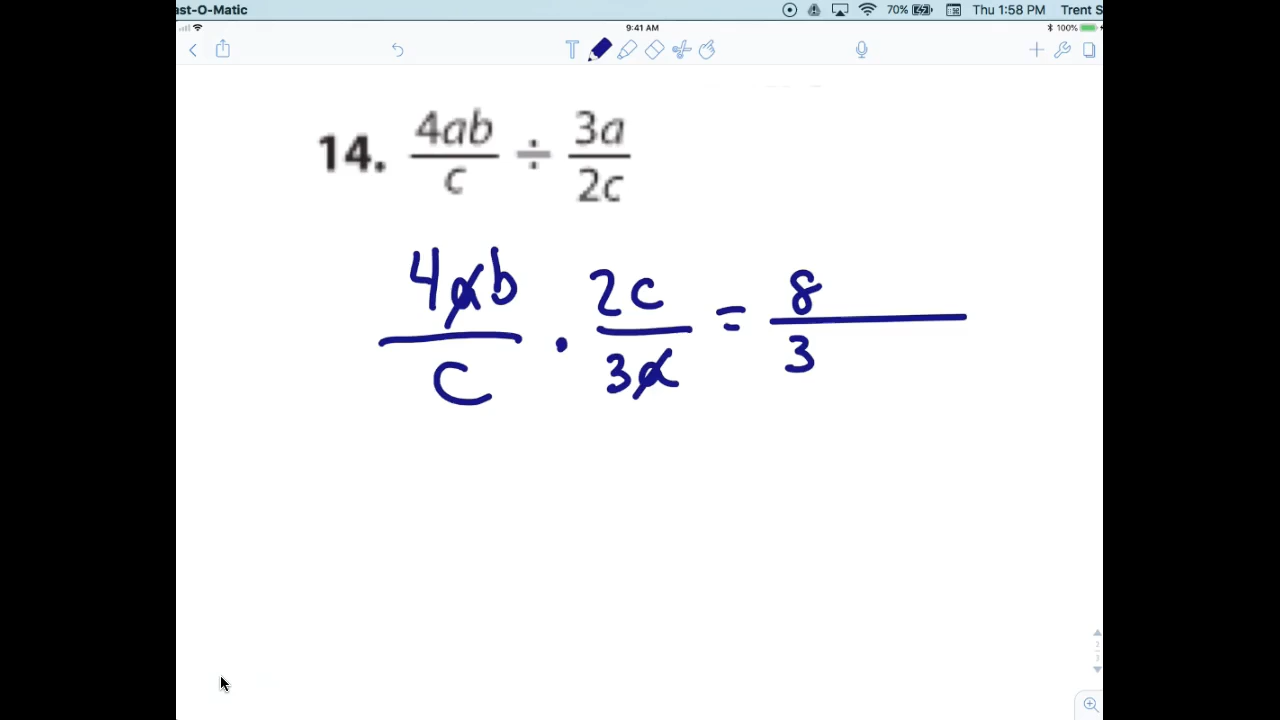 ast-O-Matic 70% Thu 1:58 PM Trent S
9:41 AM 100%
T
14. 4ab/c ÷ 3a/2c
4ab/c · 2c/3a = 8/3